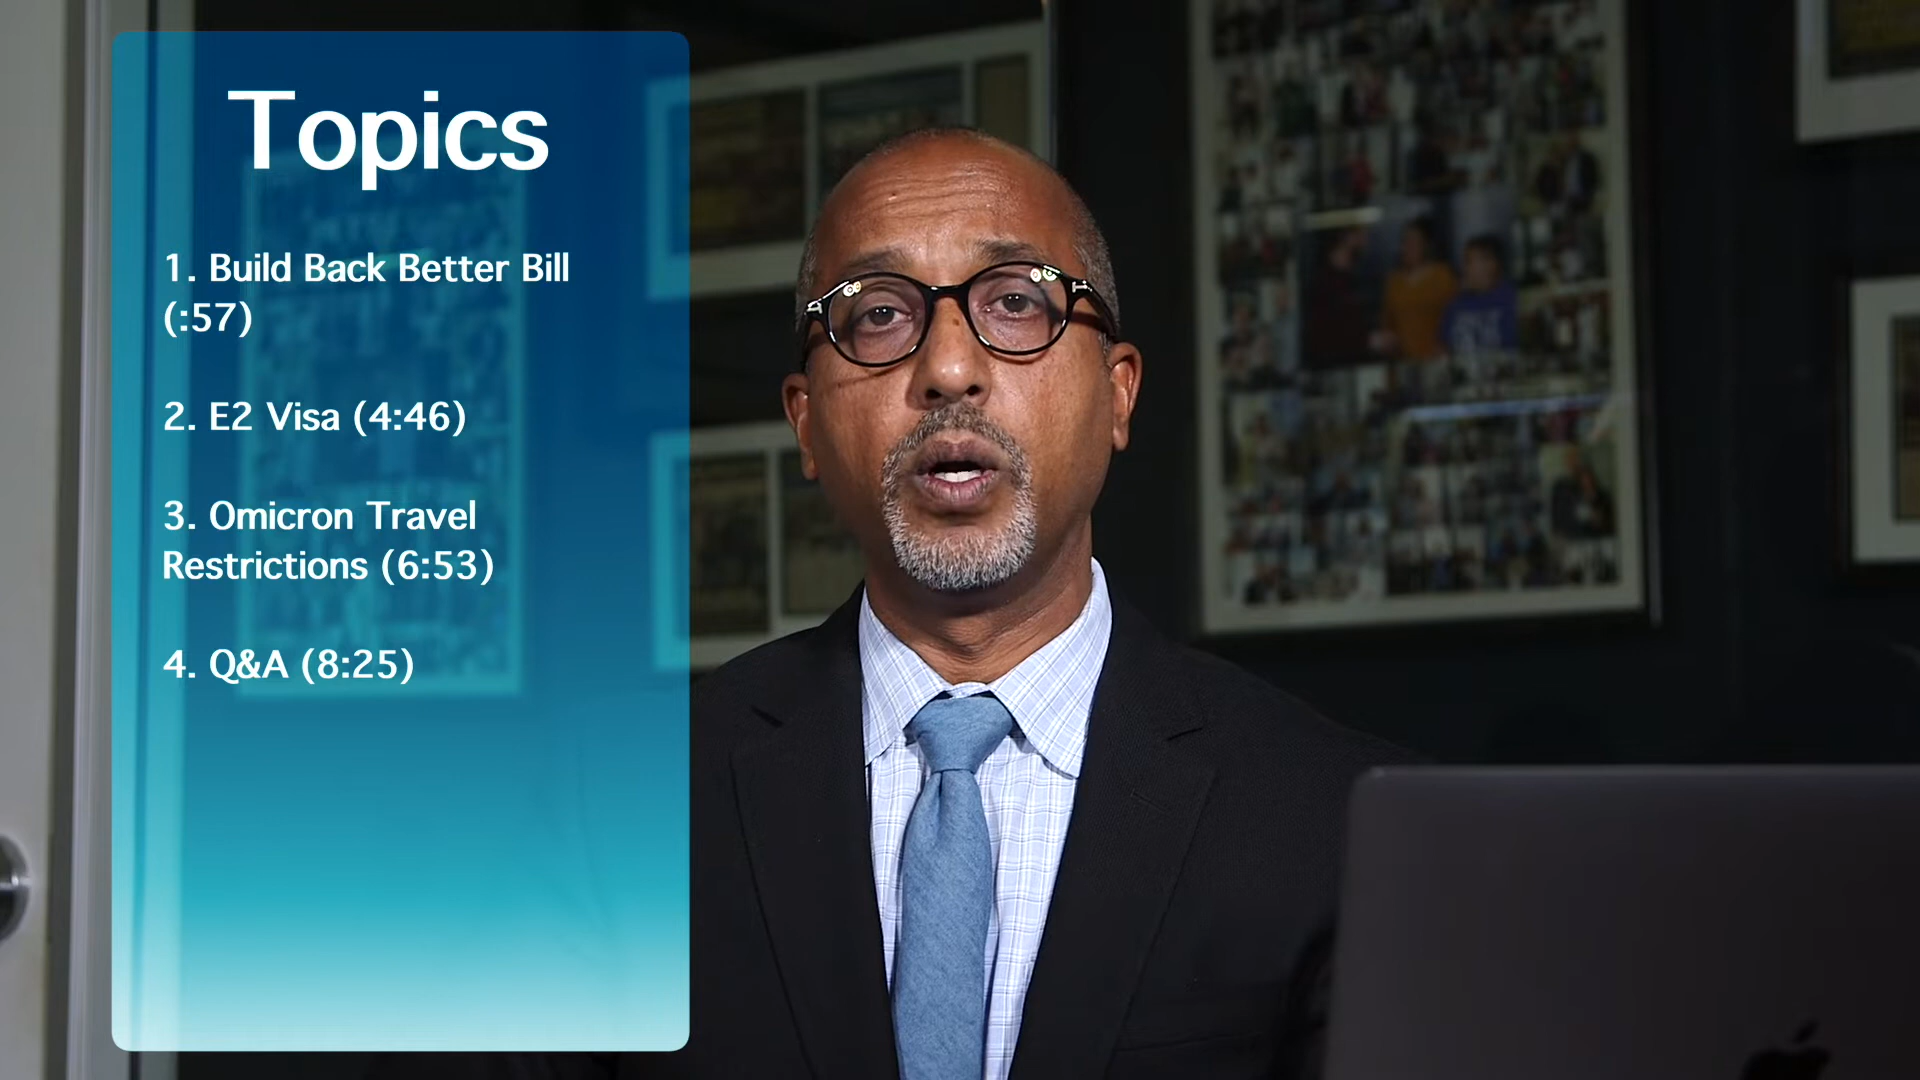 Topics
1. Build Back Better Bill
(:57)
2. E2 Visa (4:46)
3. Omicron Travel
Restrictions (6:53)
4. Q&A (8:25)